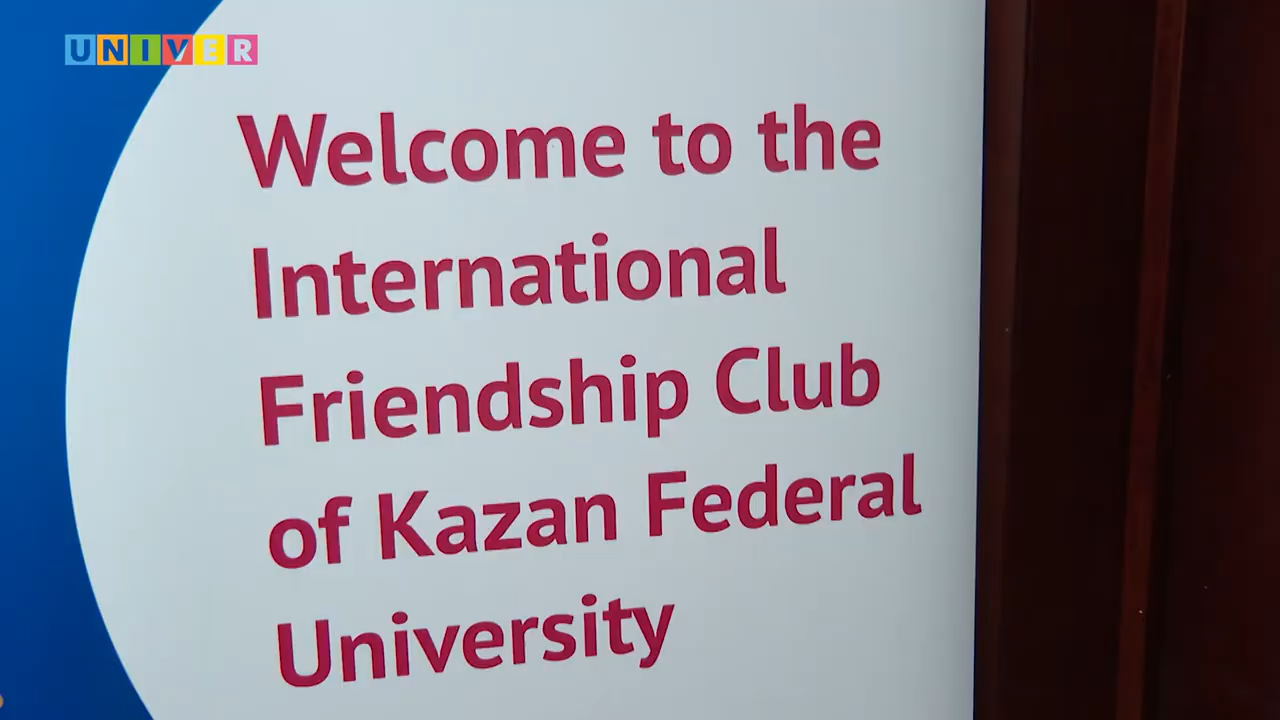 UNIVER
Welcome to the
International
Friendship Club
of Kazan Federal
University